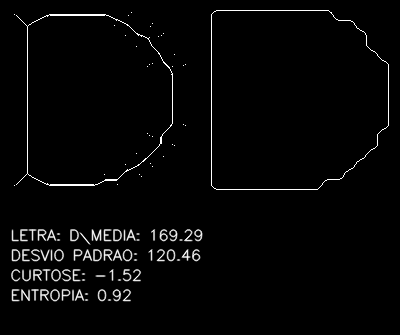 LETRA: D\MEDIA: 169.29
DESVIO PADRAO: 120.46
CURTOSE: -1.52
ENTROPIA: 0.92